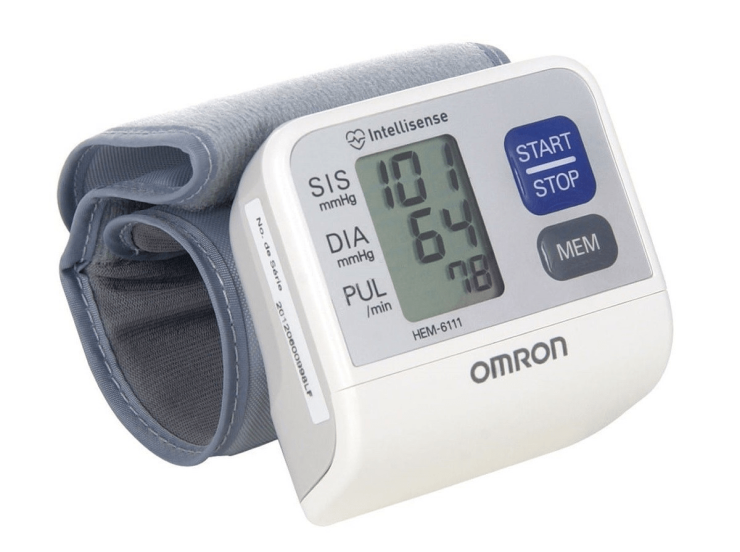 Intellisense
SIS
mmHg
101
DIA
mmHg
64
PUL
/min
78
HEM-6111
START
STOP
MEM
OMRON
No. de Série 20120600998LF